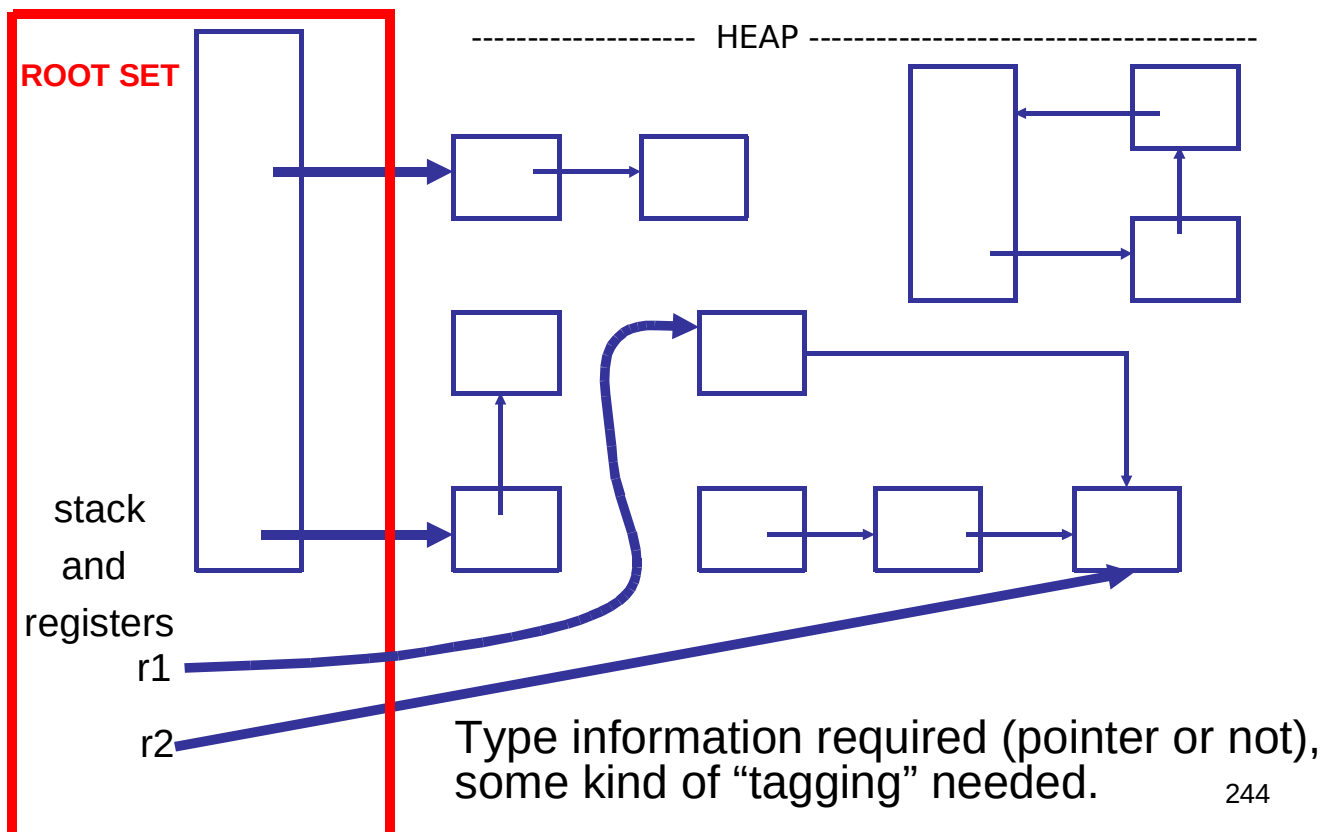 ------------------- HEAP ----------------------------------------
ROOT SET
stack
and
registers
r1
r2
Type information required (pointer or not),
some kind of “tagging” needed.
244